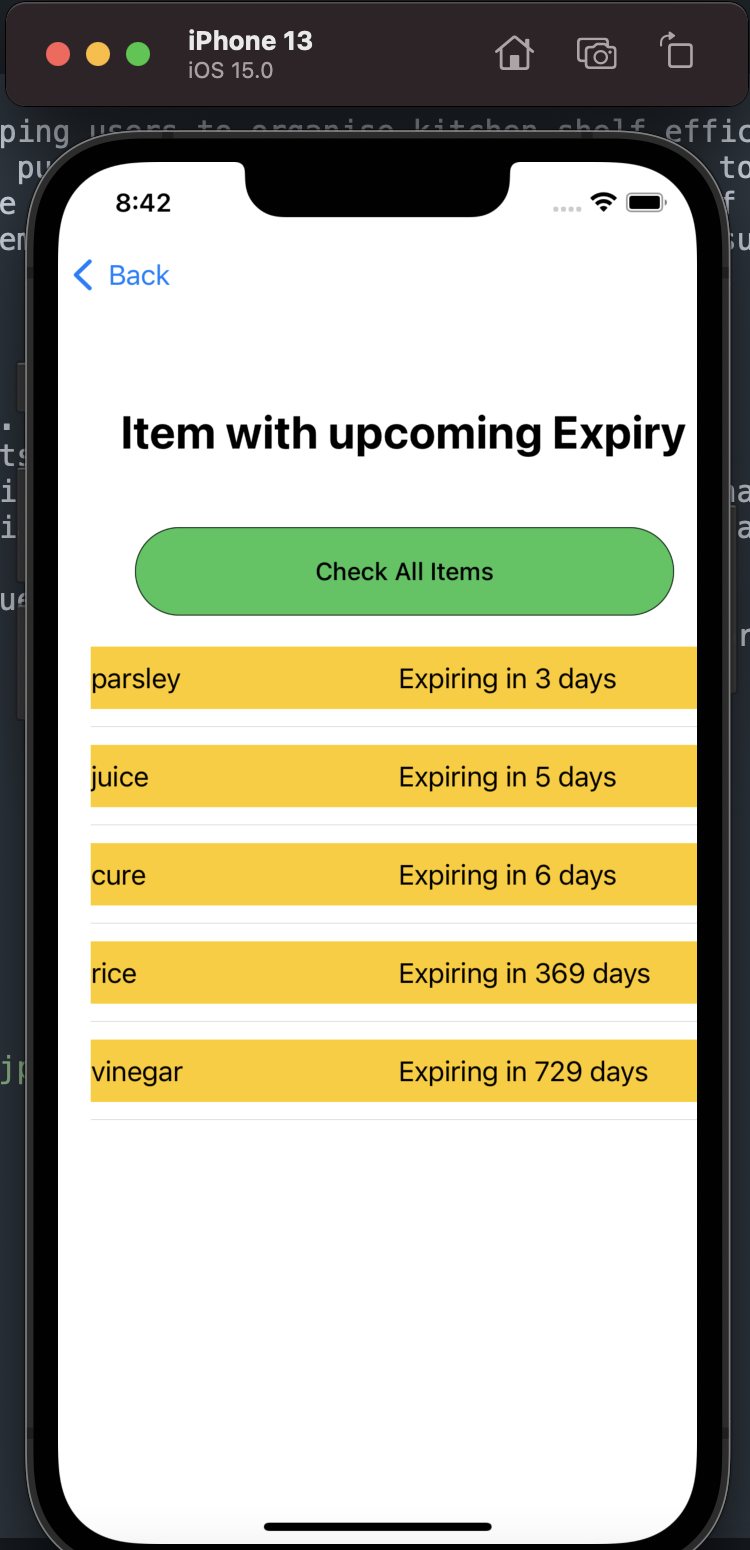 iPhone 13
iOS 15.0
ping users to organise kitchen shelf effic
8:42
Back
Item with upcoming Expiry
Check All Items
parsley Expiring in 3 days
juice Expiring in 5 days
cure Expiring in 6 days
rice Expiring in 369 days
vinegar Expiring in 729 days